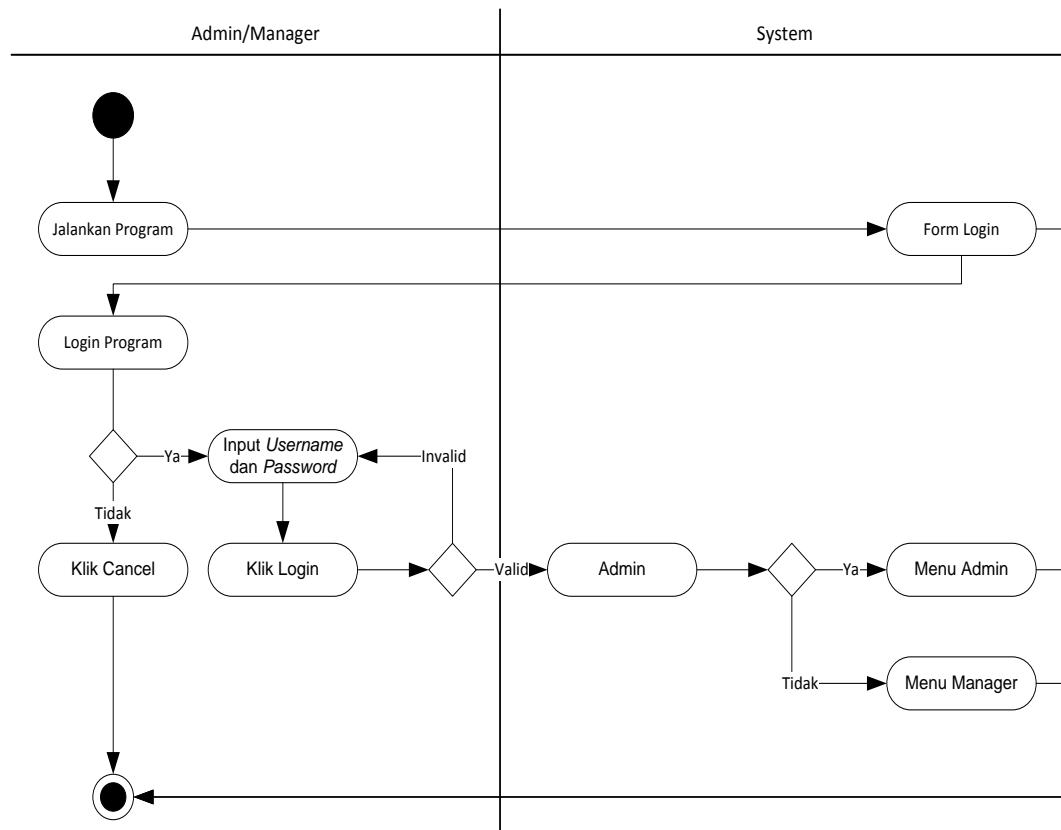 Admin/Manager
System
Jalankan Program
Form Login
Login Program
Ya
Input Username
dan Password
Invalid
Tidak
Klik Cancel
Klik Login
Valid
Admin
Ya
Menu Admin
Tidak
Menu Manager